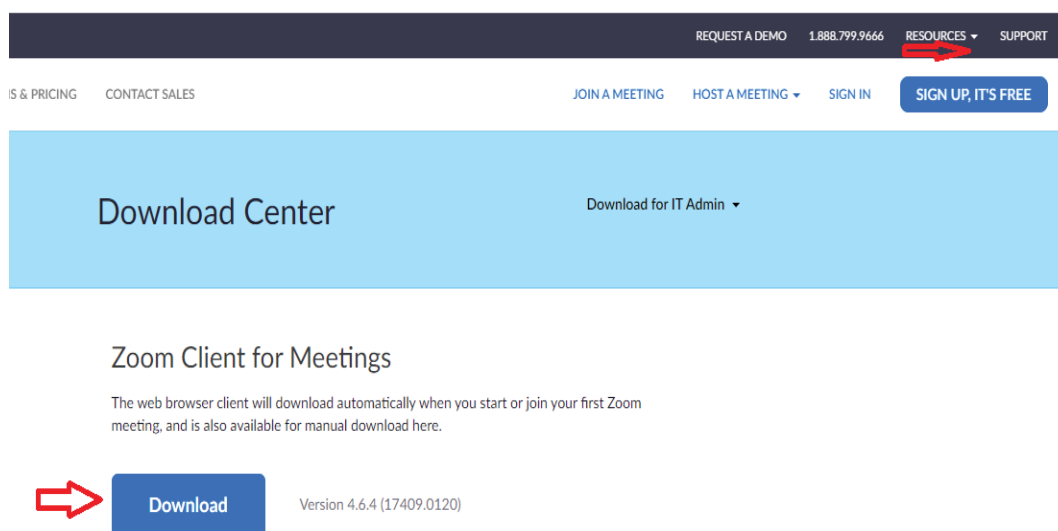 REQUEST A DEMO 1.888.799.9666 RESOURCES SUPPORT
& PRICING CONTACT SALES JOIN A MEETING HOST A MEETING SIGN IN SIGN UP, IT'S FREE
Download Center Download for IT Admin
Zoom Client for Meetings
The web browser client will download automatically when you start or join your first Zoom
meeting, and is also available for manual download here.
Download Version 4.6.4 (17409.0120)